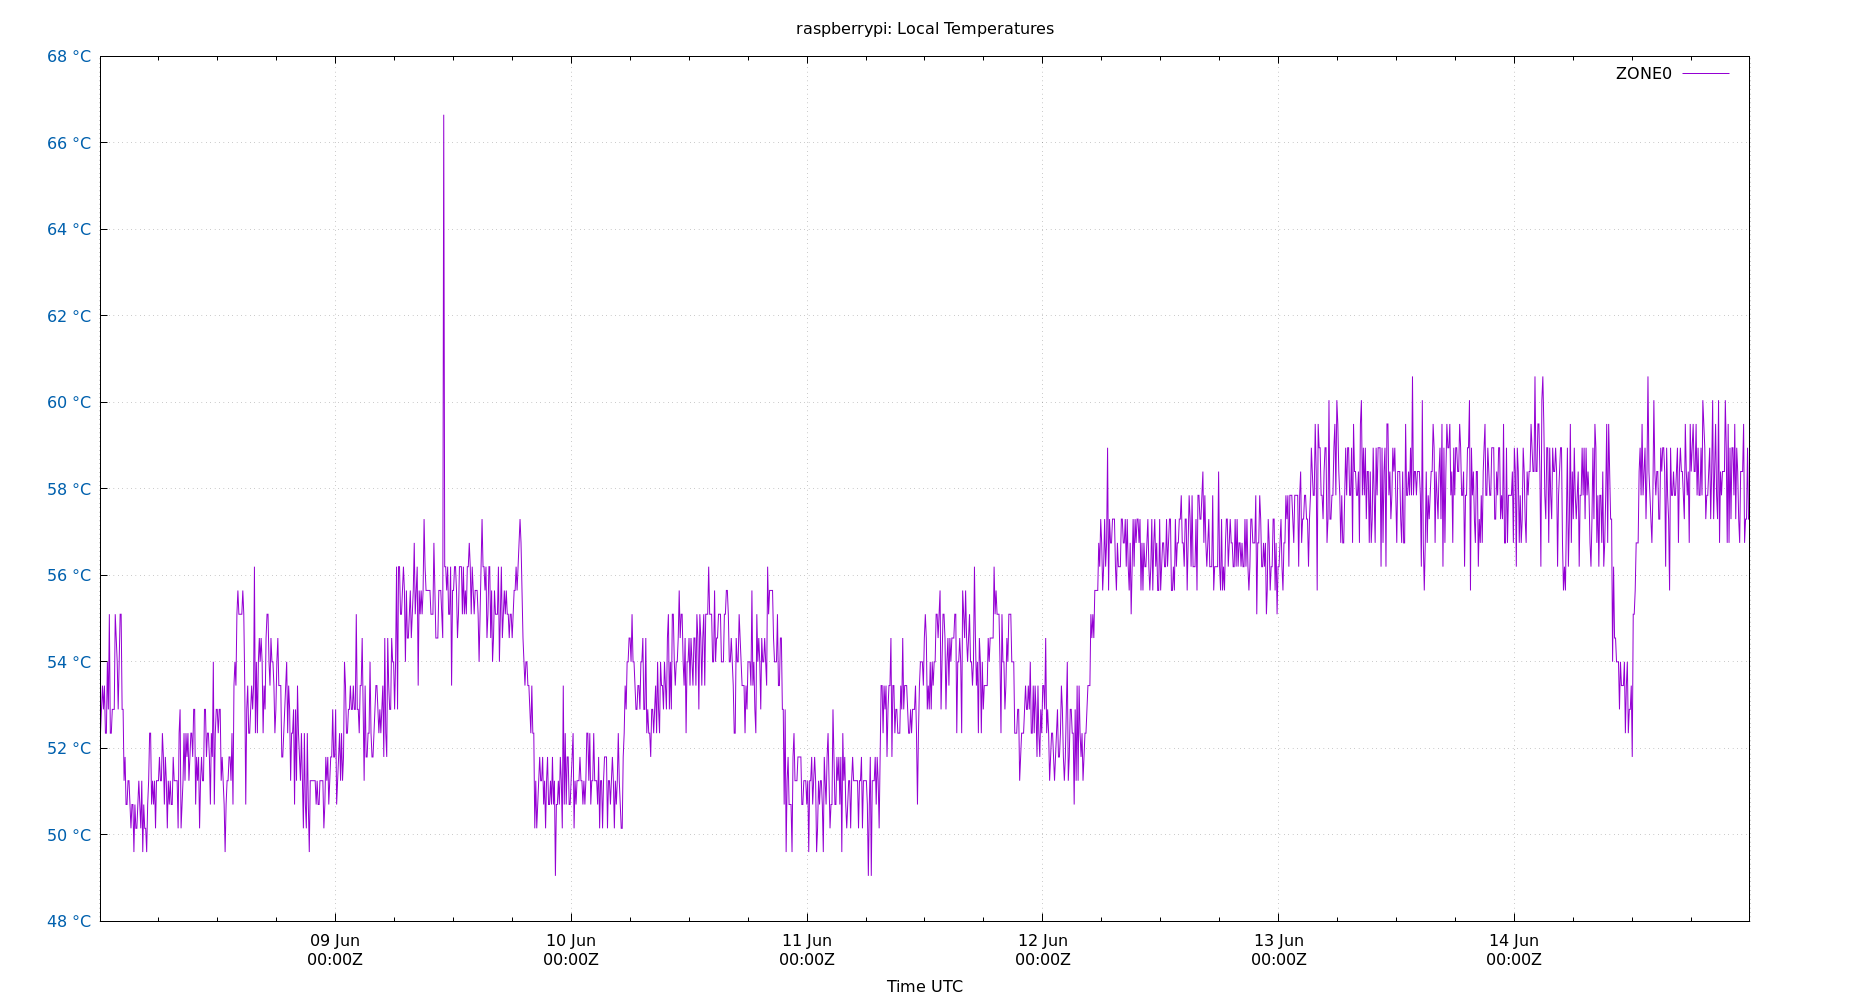 raspberrypi: Local Temperatures
68 °C
ZONE0
66 °C
64 °C
62 °C
60 °C
58 °C
56 °C
54 °C
52 °C
50 °C
48 °C
09 Jun 10 Jun 11 Jun 12 Jun 13 Jun 14 Jun
00:00Z 00:00Z 00:00Z 00:00Z 00:00Z 00:00Z
Time UTC